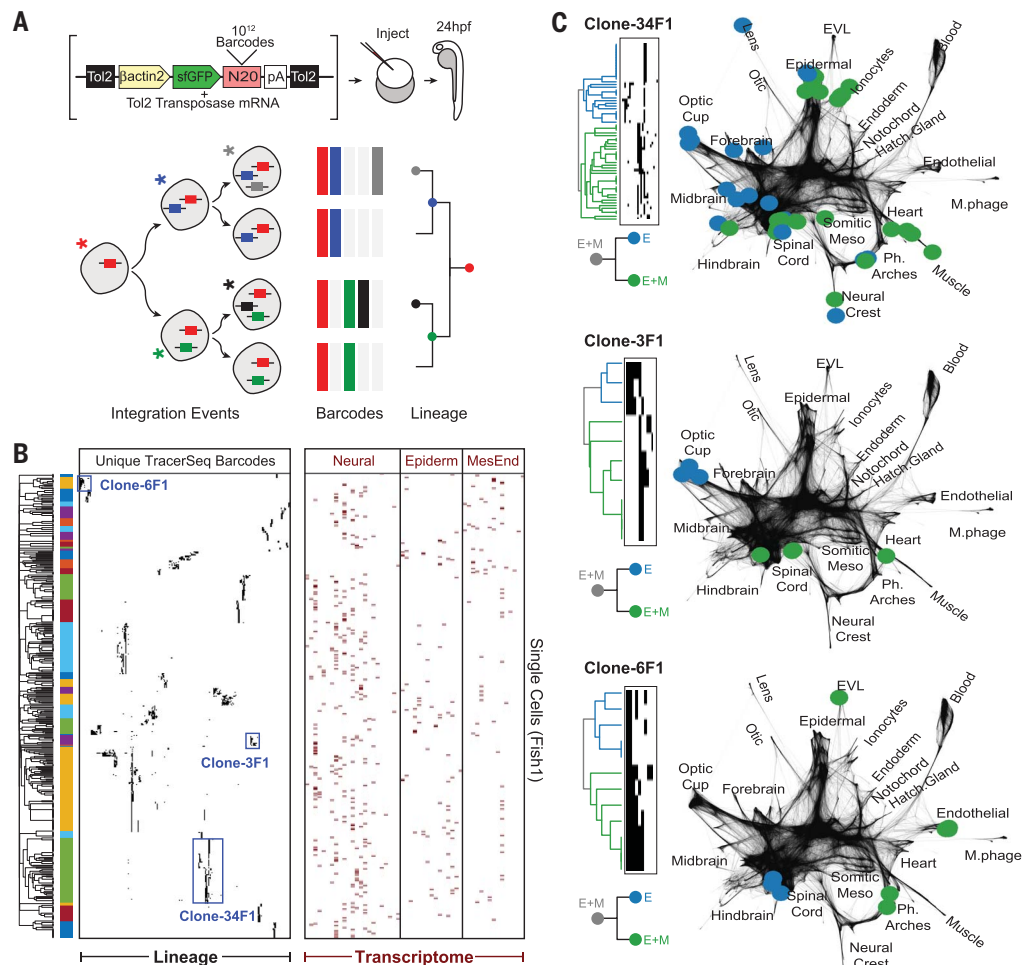 A
10^12
Barcodes
Tol2
βactin2
sfGFP
N20
pA
Tol2
+
Tol2 Transposase mRNA
Inject
24hpf
*
*
*
*
*
Integration Events
Barcodes
Lineage
B
Unique TracerSeq Barcodes
Neural
Epiderm
MesEnd
Clone-6F1
Clone-3F1
Clone-34F1
Single Cells (Fish1)
Lineage
Transcriptome
C
Clone-34F1
E+M
E
E+M
Lens
Otic
EVL
Epidermal
Ionocytes
Blood
Optic
Cup
Forebrain
Endoderm
Notochord
Hatch.Gland
Endothelial
M.phage
Midbrain
Hindbrain
Spinal
Cord
Somitic
Meso
Heart
Ph.
Arches
Muscle
Neural
Crest
Clone-3F1
E+M
E
E+M
Lens
Otic
EVL
Epidermal
Ionocytes
Blood
Optic
Cup
Forebrain
Endoderm
Notochord
Hatch.Gland
Endothelial
M.phage
Midbrain
Hindbrain
Spinal
Cord
Somitic
Meso
Heart
Ph.
Arches
Muscle
Neural
Crest
Clone-6F1
E+M
E
E+M
Lens
Otic
EVL
Epidermal
Ionocytes
Blood
Optic
Cup
Forebrain
Endoderm
Notochord
Hatch.Gland
Endothelial
M.phage
Midbrain
Hindbrain
Spinal
Cord
Somitic
Meso
Heart
Ph.
Arches
Muscle
Neural
Crest